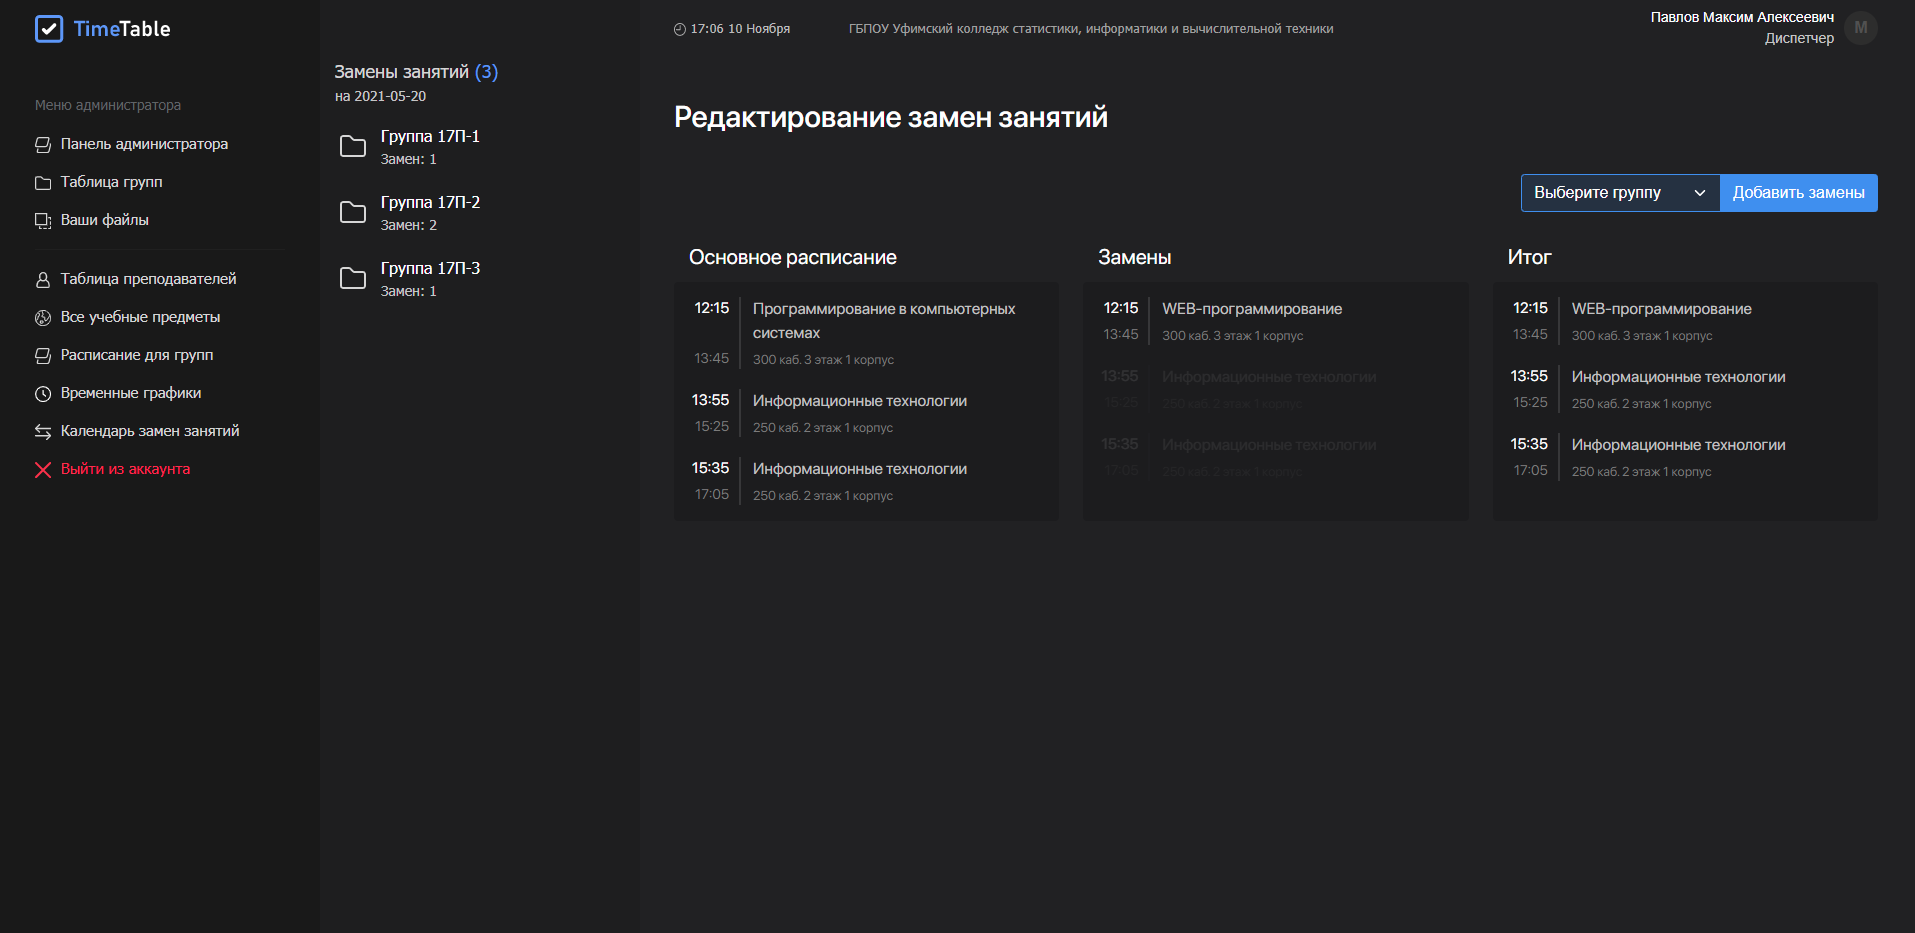 TimeTable
Меню администратора
Панель администратора
Таблица групп
Ваши файлы
Таблица преподавателей
Все учебные предметы
Расписание для групп
Временные графики
Календарь замен занятий
Выйти из аккаунта
Замены занятий (3)
на 2021-05-20
Группа 17П-1
Замен: 1
Группа 17П-2
Замен: 2
Группа 17П-3
Замен: 1
17:06 10 Ноября
ГБПОУ Уфимский колледж статистики, информатики и вычислительной техники
Павлов Максим Алексеевич
Диспетчер
М
Редактирование замен занятий
Выберите группу
Добавить замены
Основное расписание
12:15 Программирование в компьютерных
системах
13:45 300 каб. 3 этаж 1 корпус
13:55 Информационные технологии
15:25 250 каб. 2 этаж 1 корпус
15:35 Информационные технологии
17:05 250 каб. 2 этаж 1 корпус
Замены
12:15 WEB-программирование
13:45 300 каб. 3 этаж 1 корпус
13:55 Информационные технологии
15:25 250 каб. 2 этаж 1 корпус
15:35 Информационные технологии
17:05 250 каб. 2 этаж 1 корпус
Итог
12:15 WEB-программирование
13:45 300 каб. 3 этаж 1 корпус
13:55 Информационные технологии
15:25 250 каб. 2 этаж 1 корпус
15:35 Информационные технологии
17:05 250 каб. 2 этаж 1 корпус